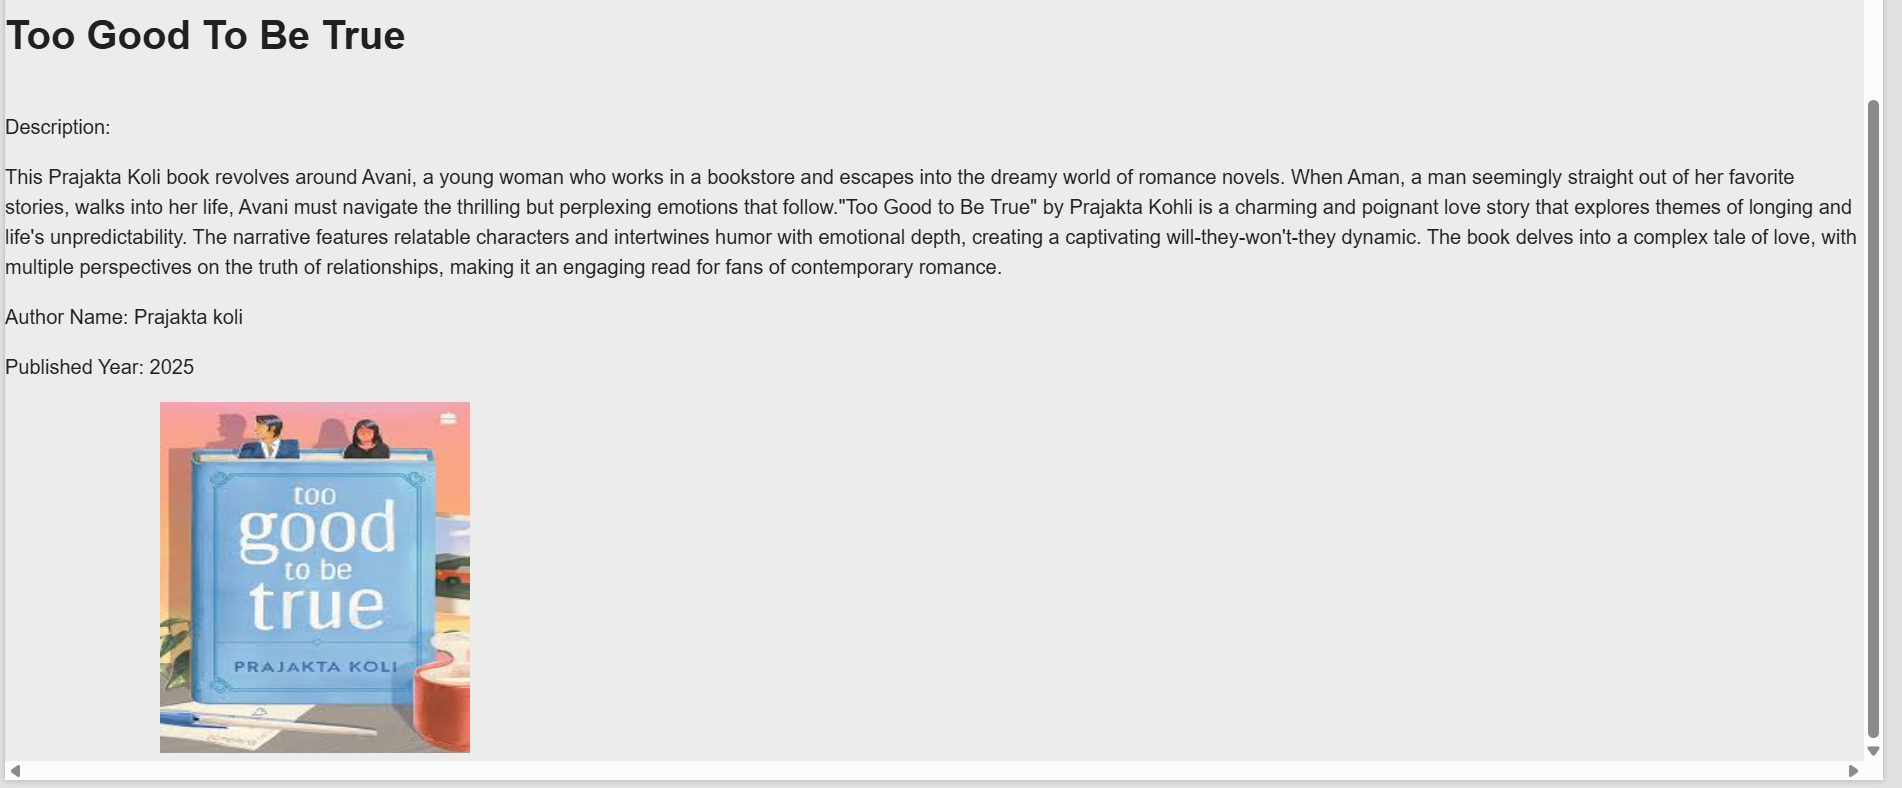 Too Good To Be True
Description:
This Prajakta Koli book revolves around Avani, a young woman who works in a bookstore and escapes into the dreamy world of romance novels. When Aman, a man seemingly straight out of her favorite
stories, walks into her life, Avani must navigate the thrilling but perplexing emotions that follow."Too Good to Be True" by Prajakta Kohli is a charming and poignant love story that explores themes of longing and
life's unpredictability. The narrative features relatable characters and intertwines humor with emotional depth, creating a captivating will-they-won't-they dynamic. The book delves into a complex tale of love, with
multiple perspectives on the truth of relationships, making it an engaging read for fans of contemporary romance.
Author Name: Prajakta koli
Published Year: 2025
too
good
to be
true
PRAJAKTA KOLI